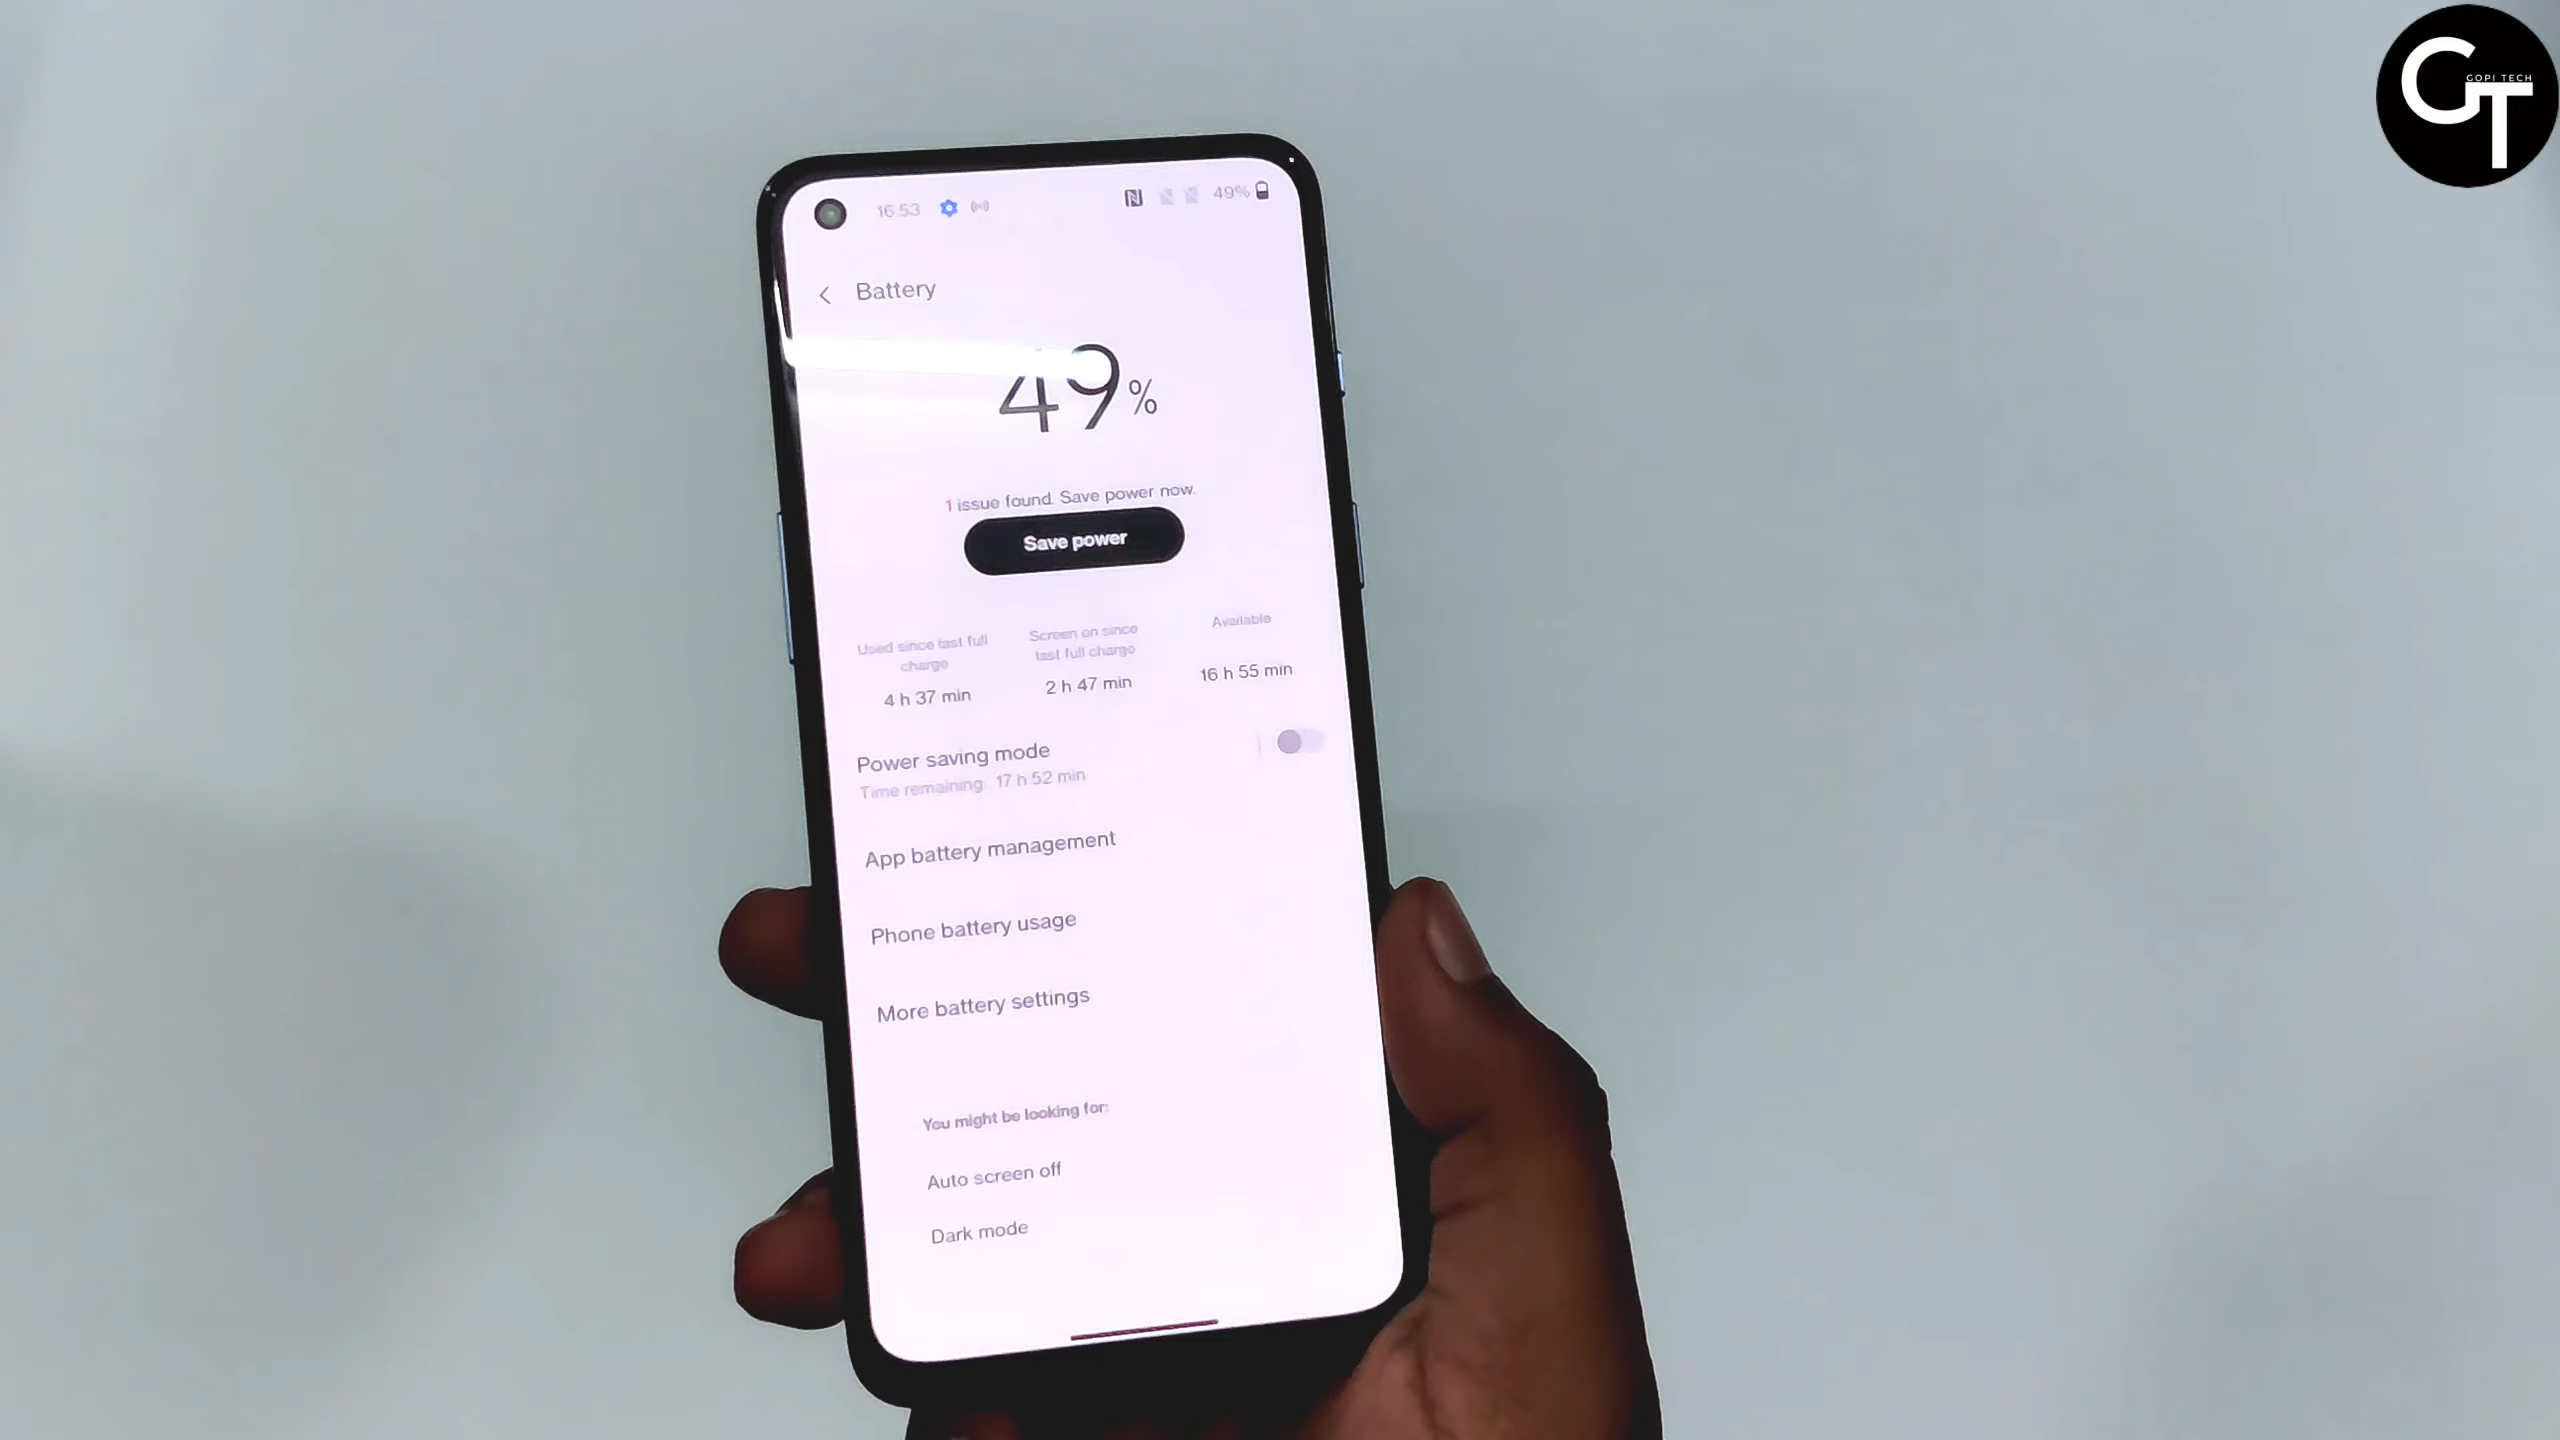 GOPI TECH
GT
16:53
49%
Battery
49%
1 issue found. Save power now.
Save power
Used since last full
charge
4 h 37 min
Screen on since
last full charge
2 h 47 min
Available
16 h 55 min
Power saving mode
Time remaining: 17 h 52 min
App battery management
Phone battery usage
More battery settings
You might be looking for:
Auto screen off
Dark mode